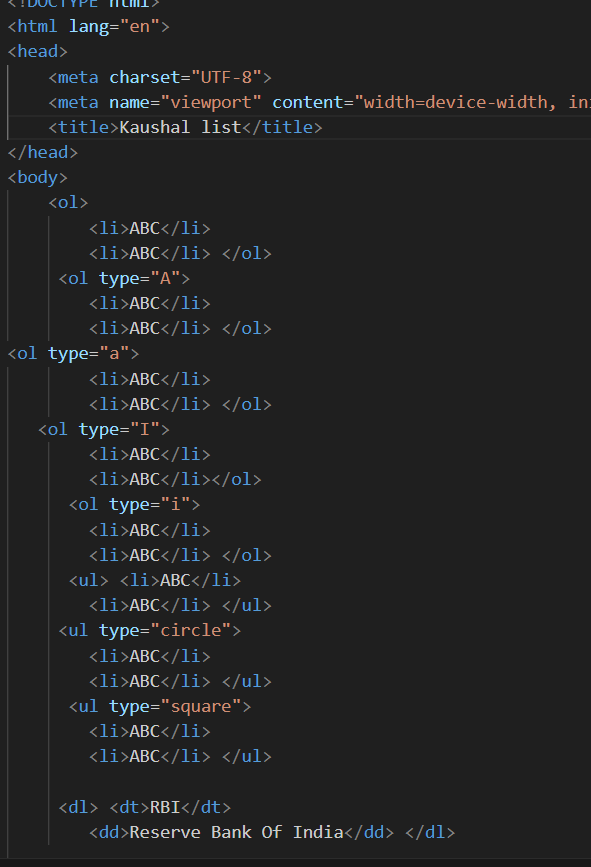 <!DOCTYPE html>
<html lang="en">
<head>
    <meta charset="UTF-8">
    <meta name="viewport" content="width=device-width,
    <title>Kaushal list</title>
</head>
<body>
    <ol>
        <li>ABC</li>
        <li>ABC</li> </ol>
     <ol type="A">
        <li>ABC</li>
        <li>ABC</li> </ol>
<ol type="a">
        <li>ABC</li>
        <li>ABC</li> </ol>
   <ol type="I">
        <li>ABC</li>
        <li>ABC</li></ol>
      <ol type="i">
        <li>ABC</li>
        <li>ABC</li> </ol>
      <ul> <li>ABC</li>
        <li>ABC</li> </ul>
     <ul type="circle">
        <li>ABC</li>
        <li>ABC</li> </ul>
      <ul type="square">
        <li>ABC</li>
        <li>ABC</li> </ul>

     <dl> <dt>RBI</dt>
        <dd>Reserve Bank Of India</dd> </dl>